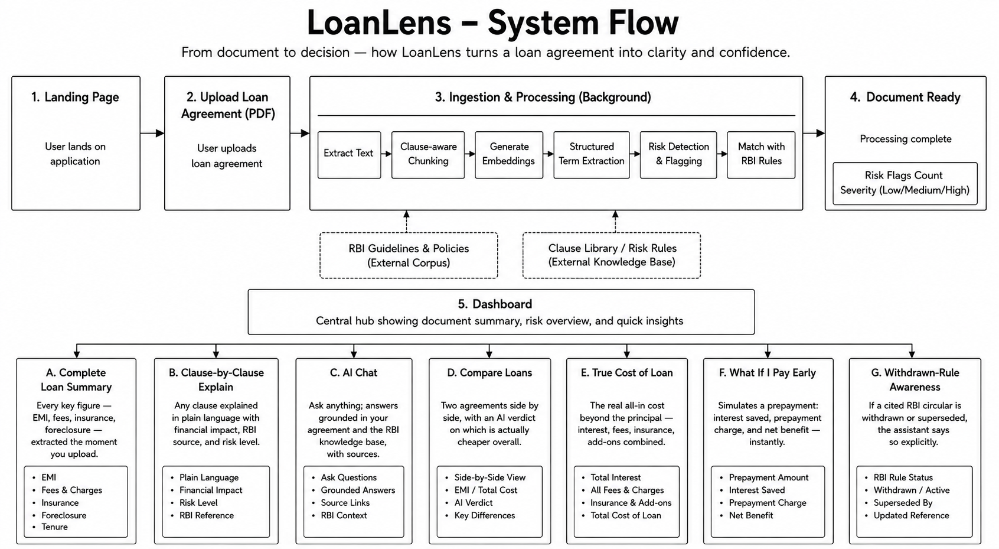 LoanLens – System Flow
From document to decision — how LoanLens turns a loan agreement into clarity and confidence.
1. Landing Page
User lands on
application
2. Upload Loan
Agreement (PDF)
User uploads
loan agreement
3. Ingestion & Processing (Background)
Extract Text
Clause-aware
Chunking
Generate
Embeddings
Structured
Term Extraction
Risk Detection
& Flagging
Match with
RBI Rules
4. Document Ready
Processing complete
Risk Flags Count
Severity (Low/Medium/High)
RBI Guidelines & Policies
(External Corpus)
Clause Library / Risk Rules
(External Knowledge Base)
5. Dashboard
Central hub showing document summary, risk overview, and quick insights
A. Complete
Loan Summary
Every key figure —
EMI, fees, insurance,
foreclosure —
extracted the moment
you upload.
• EMI
• Fees & Charges
• Insurance
• Foreclosure
• Tenure
B. Clause-by-Clause
Explain
Any clause explained
in plain language with
financial impact, RBI
source, and risk level.
• Plain Language
• Financial Impact
• Risk Level
• RBI Reference
C. AI Chat
Ask anything; answers
grounded in your
agreement and the RBI
knowledge base,
with sources.
• Ask Questions
• Grounded Answers
• Source Links
• RBI Context
D. Compare Loans
Two agreements side by
side, with an AI verdict
on which is actually
cheaper overall.
• Side-by-Side View
• EMI / Total Cost
• AI Verdict
• Key Differences
E. True Cost of Loan
The real all-in cost
beyond the principal —
interest, fees, insurance,
add-ons combined.
• Total Interest
• All Fees & Charges
• Insurance & Add-ons
• Total Cost of Loan
F. What If I Pay Early
Simulates a prepayment:
interest saved, prepayment
charge, and net benefit —
instantly.
• Prepayment Amount
• Interest Saved
• Prepayment Charge
• Net Benefit
G. Withdrawn-Rule
Awareness
If a cited RBI circular is
withdrawn or superseded,
the assistant says
so explicitly.
• RBI Rule Status
• Withdrawn / Active
• Superseded By
• Updated Reference